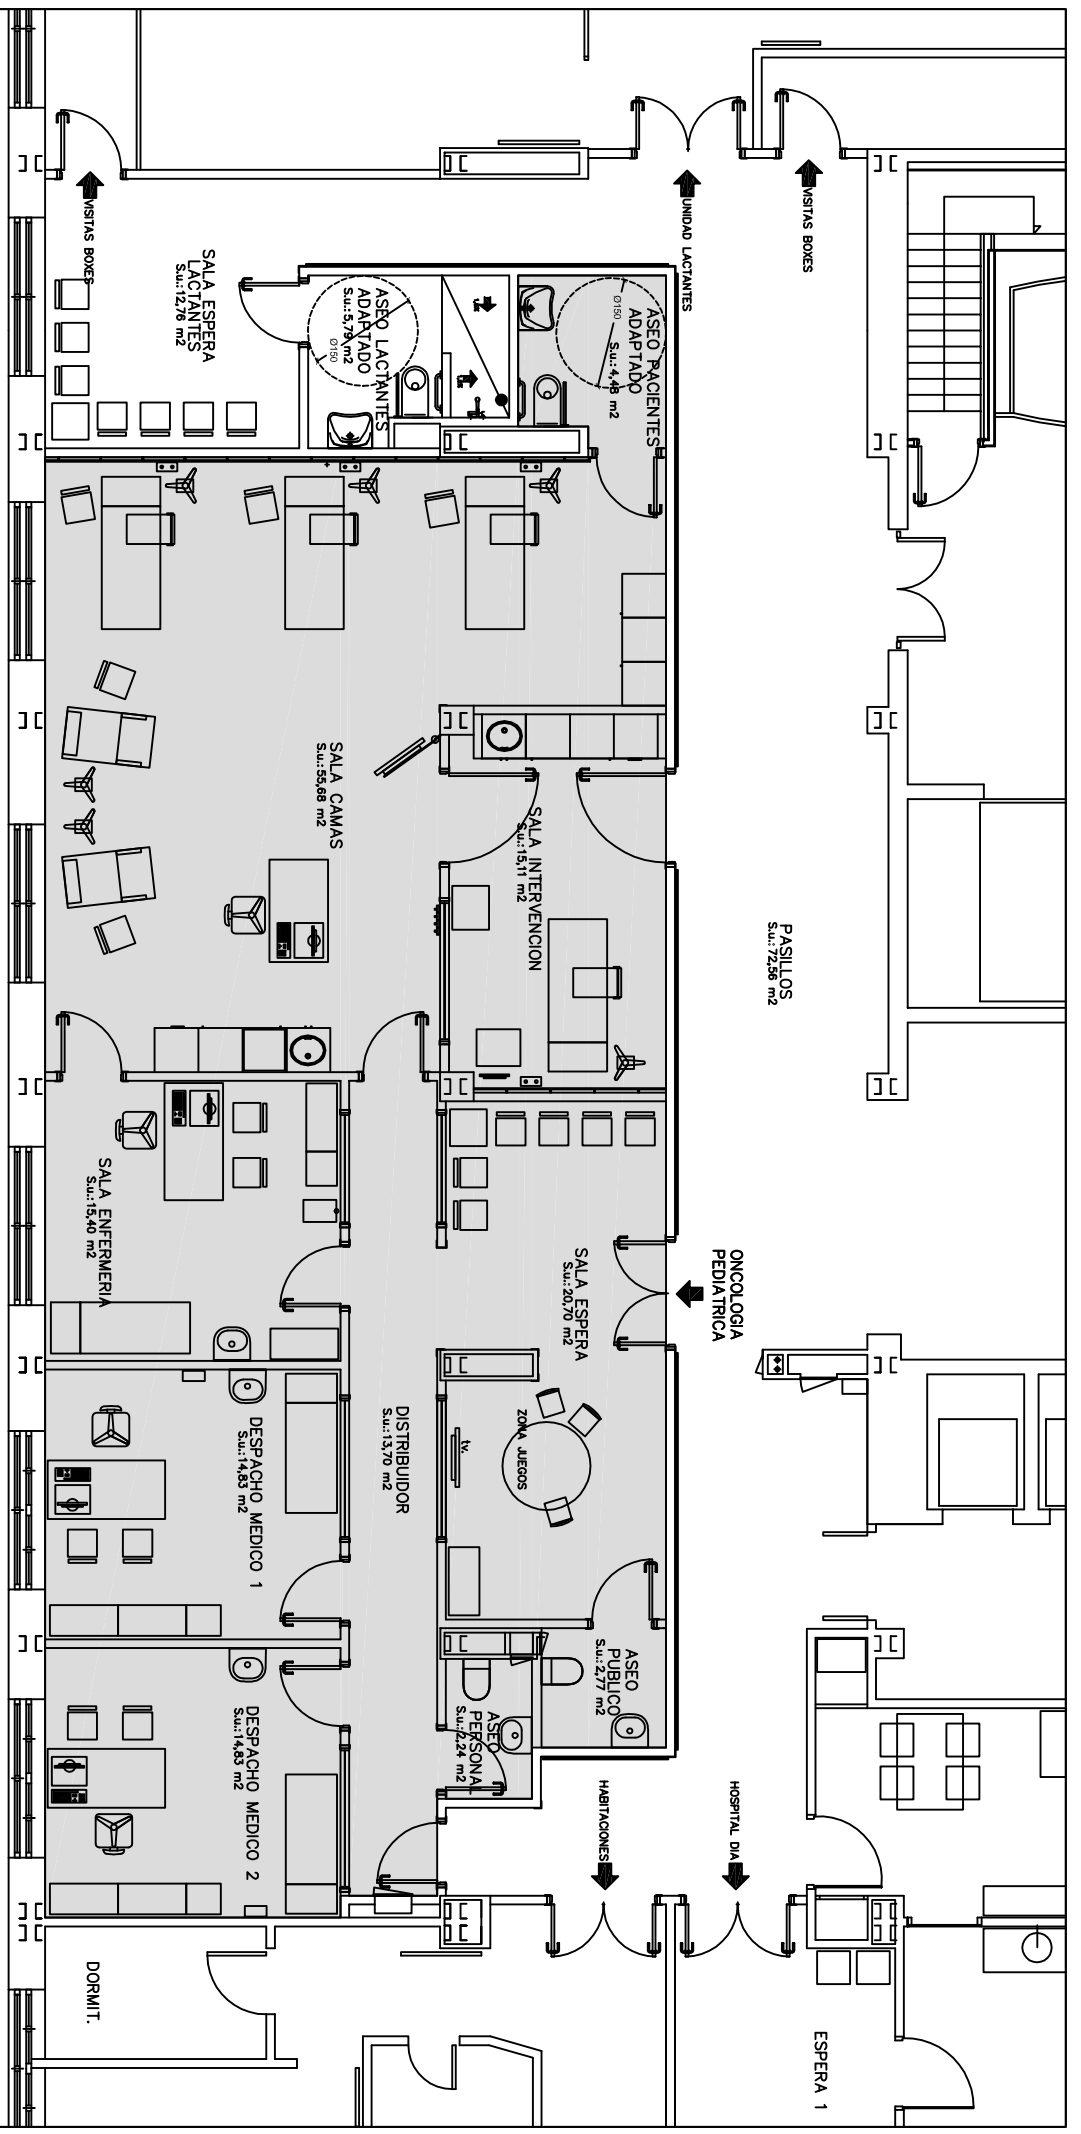 VISITAS BOXES
UNIDAD LACTANTES
VISITAS BOXES
SALA ESPERA
LACTANTES
S.u.:12,76 m2
ASEO LACTANTES
ADAPTADO
S.u.:5,79 m2
Ø150
ASEO PACIENTES
ADAPTADO
S.u.:4,48 m2
Ø150
SALA CAMAS
S.u.:55,68 m2
SALA INTERVENCION
S.u.:15,11 m2
PASILLOS
S.u.:72,56 m2
SALA ENFERMERIA
S.u.:15,40 m2
SALA ESPERA
S.u.:20,70 m2
ONCOLOGIA
PEDIATRICA
ZONA JUEGOS
tv.
DISTRIBUIDOR
S.u.:13,70 m2
DESPACHO MEDICO 1
S.u.:14,83 m2
DESPACHO MEDICO 2
S.u.:14,83 m2
ASEO
PUBLICO
S.u.:2,77 m2
ASEO
PERSONAL
S.u.:2,24 m2
HABITACIONES
HOSPITAL DIA
DORMIT.
ESPERA 1